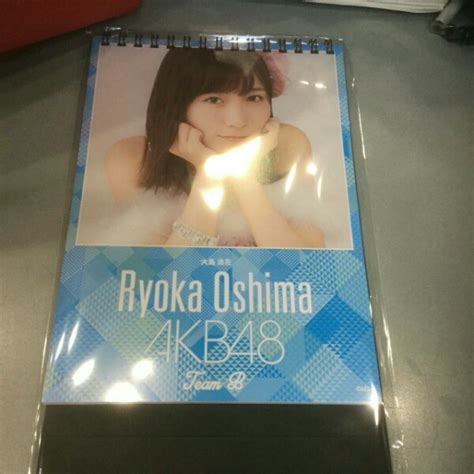 大島 涼花
Ryoka Oshima
AKB48
Team B